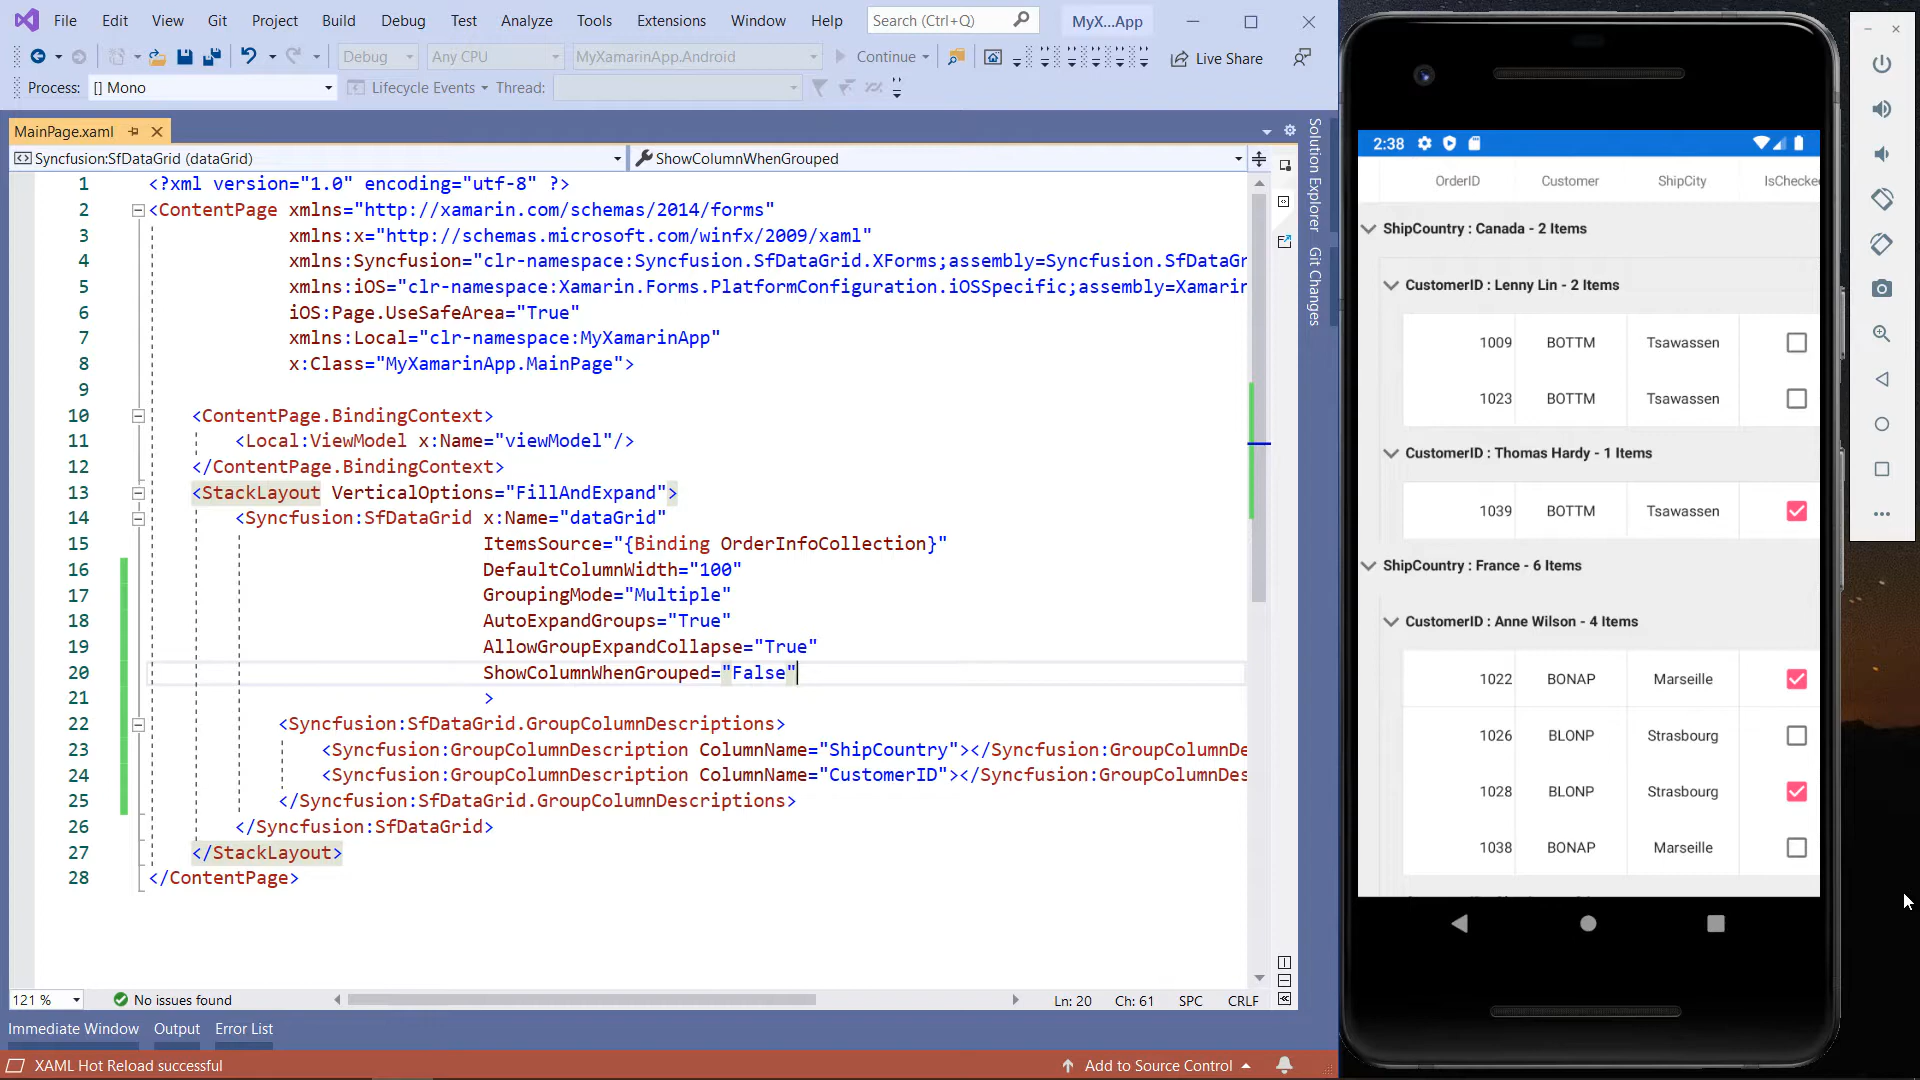 File Edit View Git Project Build Debug Test Analyze Tools Extensions Window Help Search (Ctrl+Q) MyX...App
Debug Any CPU MyXamarinApp.Android Continue Live Share
Process: [] Mono Lifecycle Events Thread:
MainPage.xaml
Syncfusion:SfDataGrid (dataGrid) ShowColumnWhenGrouped
1 <?xml version="1.0" encoding="utf-8" ?>
2 <ContentPage xmlns="http://xamarin.com/schemas/2014/forms"
3 xmlns:x="http://schemas.microsoft.com/winfx/2009/xaml"
4 xmlns:Syncfusion="clr-namespace:Syncfusion.SfDataGrid.XForms;assembly=Syncfusion.SfDataGr
5 xmlns:iOS="clr-namespace:Xamarin.Forms.PlatformConfiguration.iOSSpecific;assembly=Xamarin
6 iOS:Page.UseSafeArea="True"
7 xmlns:Local="clr-namespace:MyXamarinApp"
8 x:Class="MyXamarinApp.MainPage">
9
10 <ContentPage.BindingContext>
11 <Local:ViewModel x:Name="viewModel"/>
12 </ContentPage.BindingContext>
13 <StackLayout VerticalOptions="FillAndExpand">
14 <Syncfusion:SfDataGrid x:Name="dataGrid"
15 ItemsSource="{Binding OrderInfoCollection}"
16 DefaultColumnWidth="100"
17 GroupingMode="Multiple"
18 AutoExpandGroups="True"
19 AllowGroupExpandCollapse="True"
20 ShowColumnWhenGrouped="False"
21 >
22 <Syncfusion:SfDataGrid.GroupColumnDescriptions>
23 <Syncfusion:GroupColumnDescription ColumnName="ShipCountry"></Syncfusion:GroupColumnDe
24 <Syncfusion:GroupColumnDescription ColumnName="CustomerID"></Syncfusion:GroupColumnDes
25 </Syncfusion:SfDataGrid.GroupColumnDescriptions>
26 </Syncfusion:SfDataGrid>
27 </StackLayout>
28 </ContentPage>
121 % No issues found Ln: 20 Ch: 61 SPC CRLF
Immediate Window Output Error List
XAML Hot Reload successful Add to Source Control
Solution Explorer
Git Changes
2:38
OrderID Customer ShipCity IsChecke
ShipCountry : Canada - 2 Items
CustomerID : Lenny Lin - 2 Items
1009 BOTTM Tsawassen
1023 BOTTM Tsawassen
CustomerID : Thomas Hardy - 1 Items
1039 BOTTM Tsawassen
ShipCountry : France - 6 Items
CustomerID : Anne Wilson - 4 Items
1022 BONAP Marseille
1026 BLONP Strasbourg
1028 BLONP Strasbourg
1038 BONAP Marseille